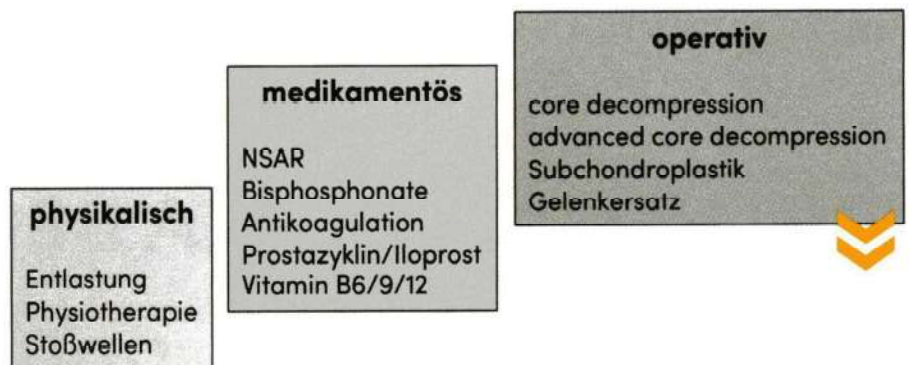 physikalisch
Entlastung
Physiotherapie
Stoßwellen
medikamentös
NSAR
Bisphosphonate
Antikoagulation
Prostazyklin/Iloprost
Vitamin B6/9/12
operativ
core decompression
advanced core decompression
Subchondroplastik
Gelenkersatz